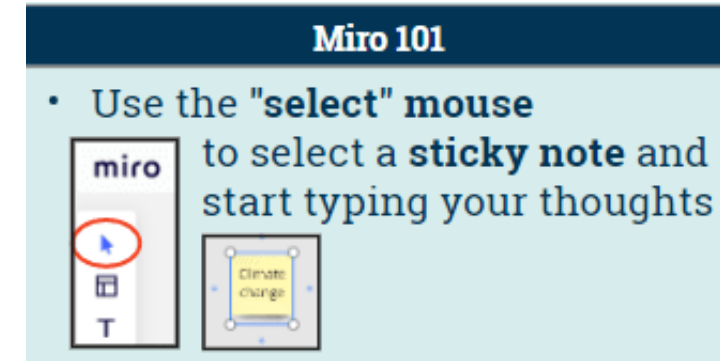 Miro 101
• Use the "select" mouse
to select a sticky note and
start typing your thoughts
miro
T
Climate
change